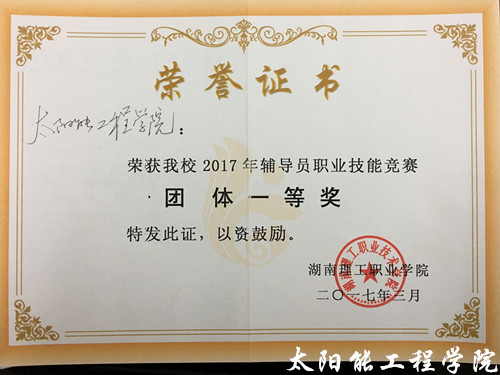 荣誉证书
太阳能工程学院：
荣获我校2017年辅导员职业技能竞赛
团体一等奖
特发此证，以资鼓励。
湖南理工职业学院
二〇一七年三月
湖南理工职业技术学院
太阳能工程学院